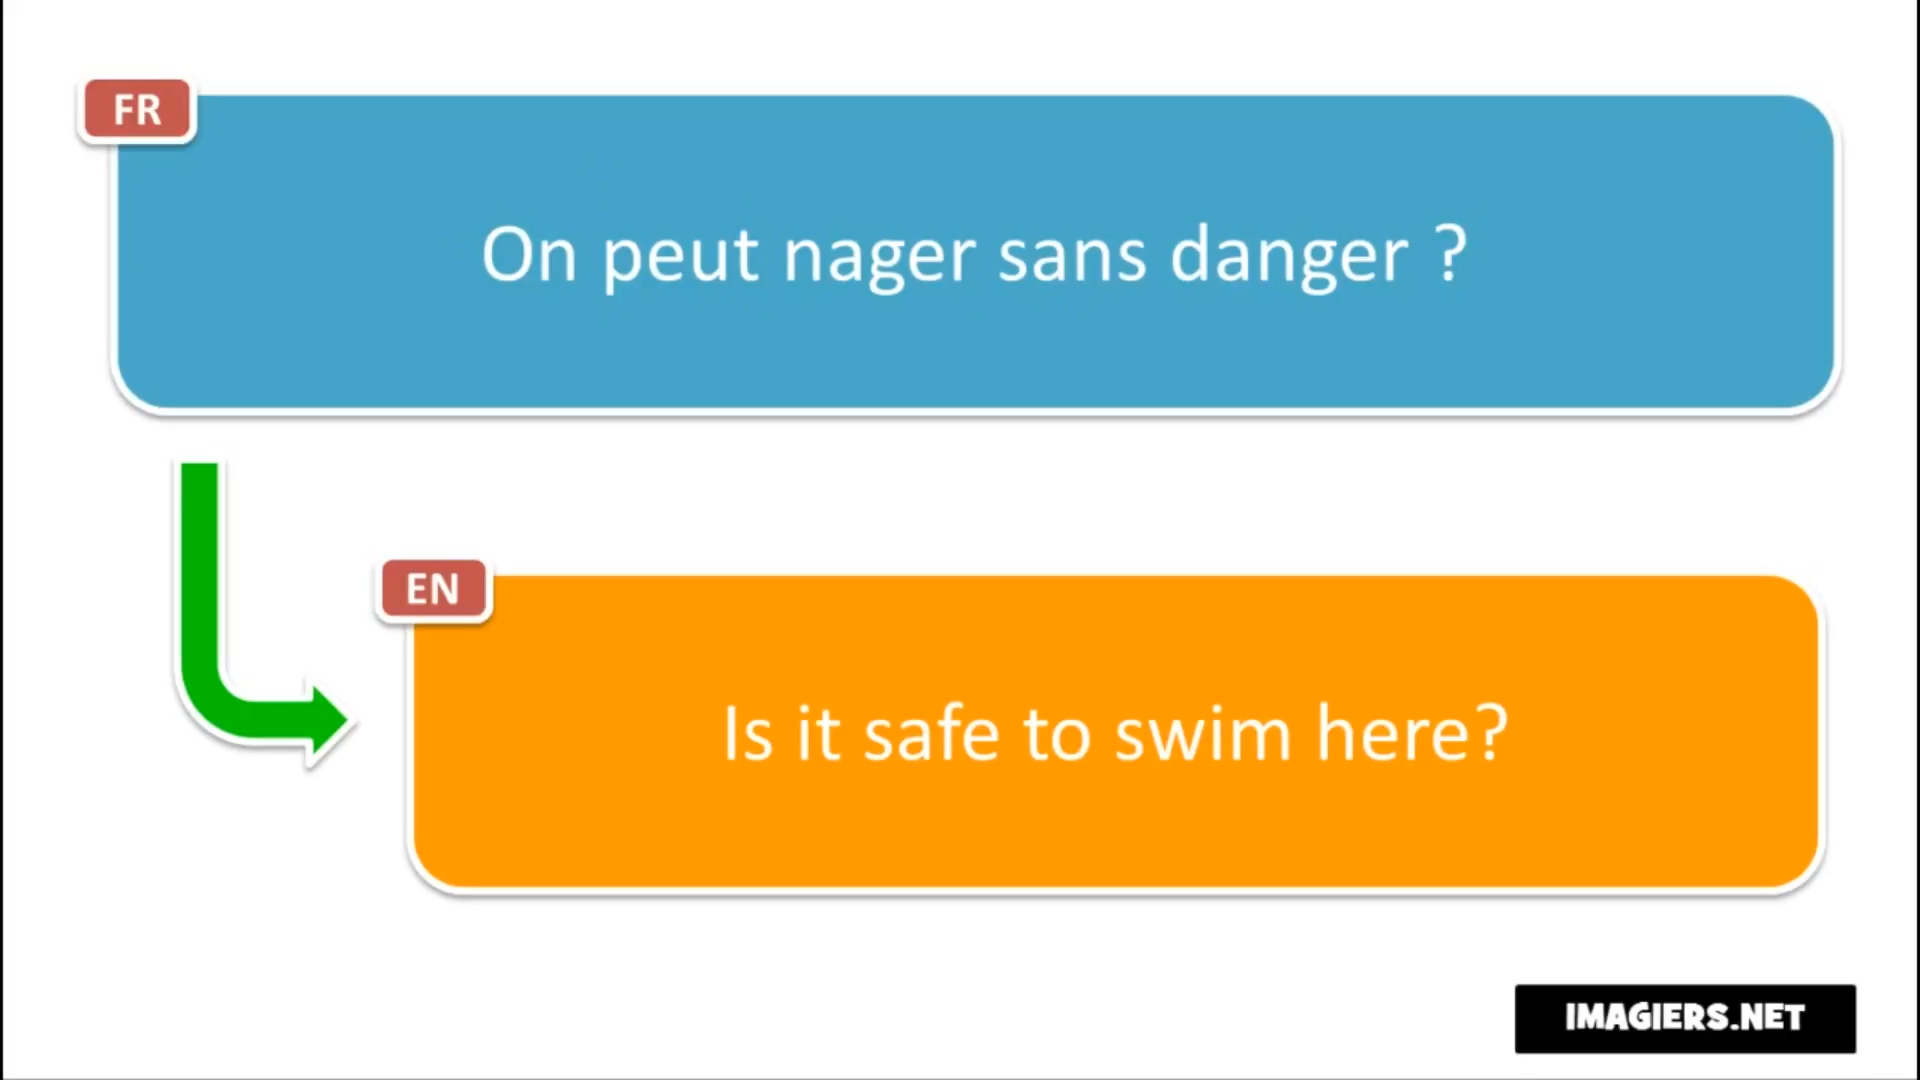 FR
On peut nager sans danger ?
EN
Is it safe to swim here?
IMAGIERS.NET